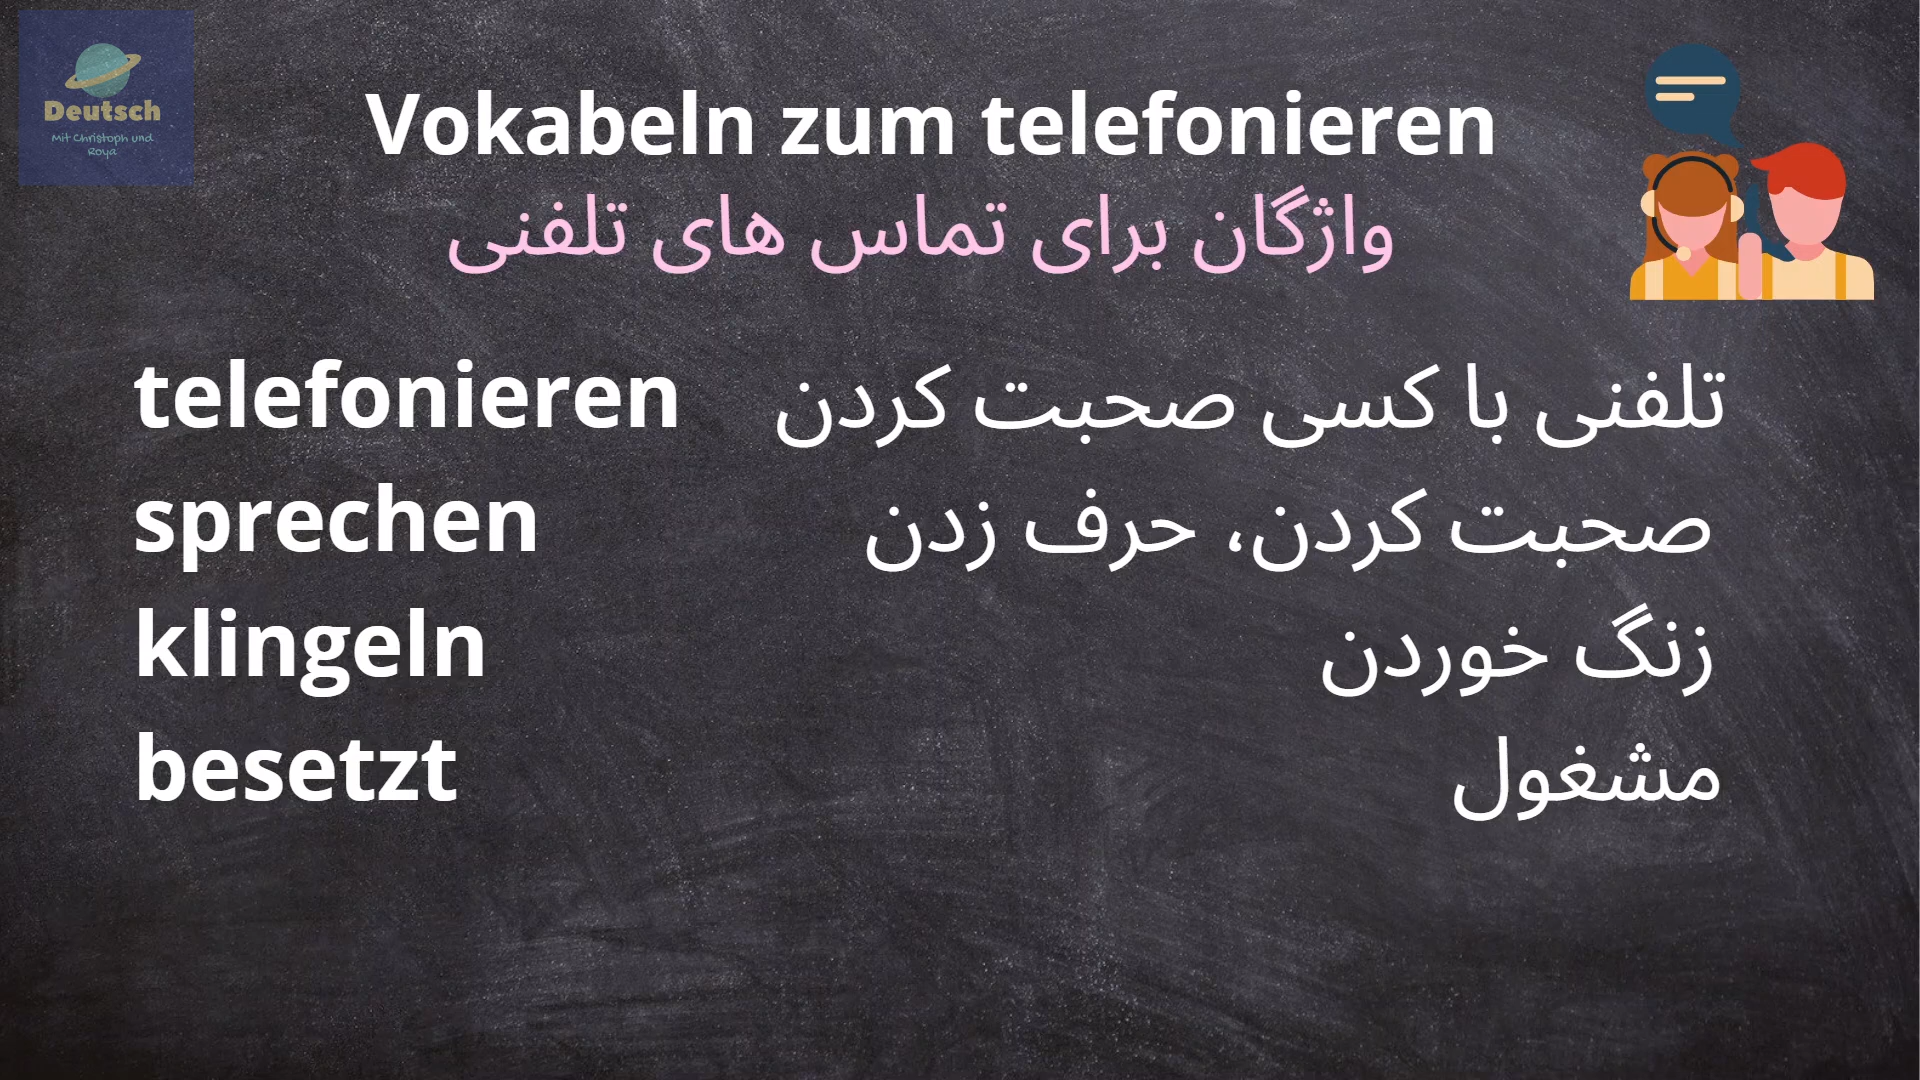 Deutsch
Mit Christoph und
Roya
Vokabeln zum telefonieren
واژگان برای تماس های تلفنی
telefonieren تلفنی با کسی صحبت کردن
sprechen صحبت کردن، حرف زدن
klingeln زنگ خوردن
besetzt مشغول